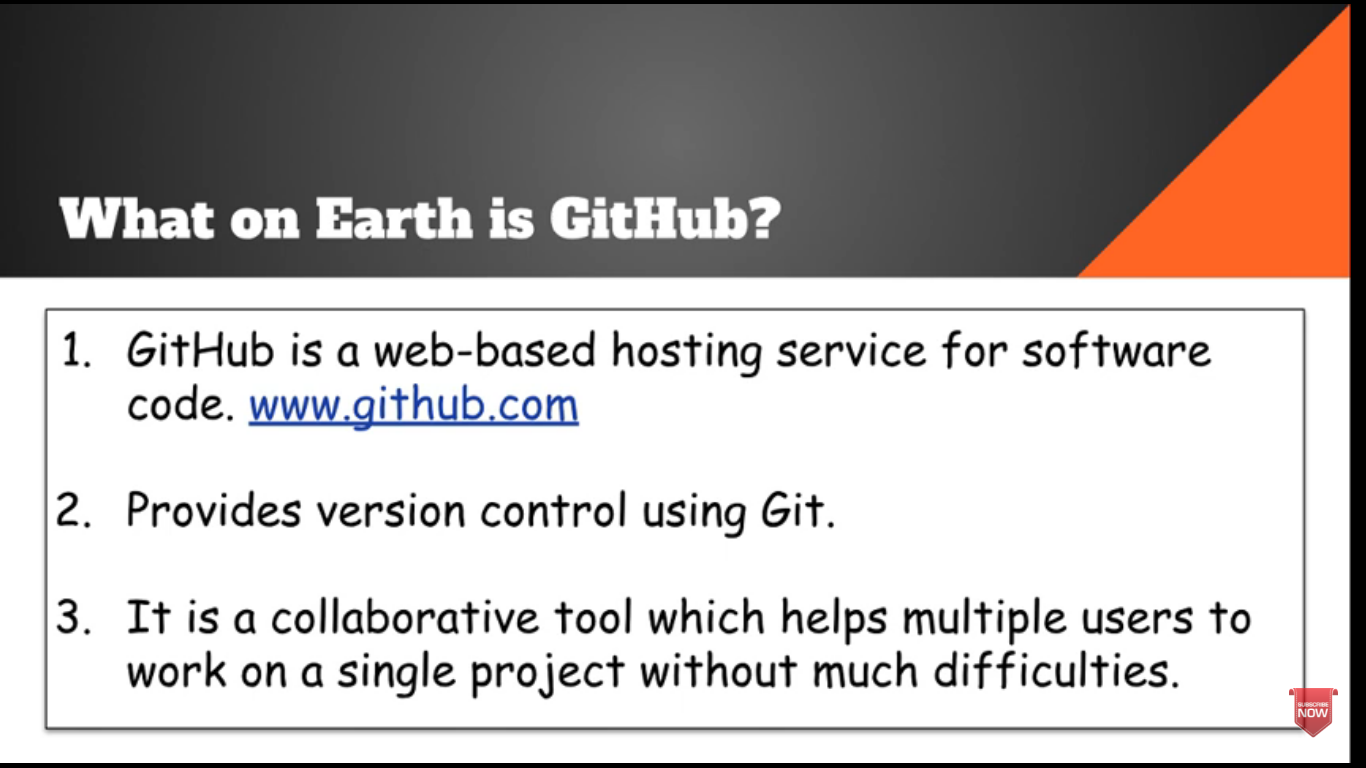 What on Earth is GitHub?
1. GitHub is a web-based hosting service for software
code. www.github.com
2. Provides version control using Git.
3. It is a collaborative tool which helps multiple users to
work on a single project without much difficulties.
SUBSCRIBE
NOW